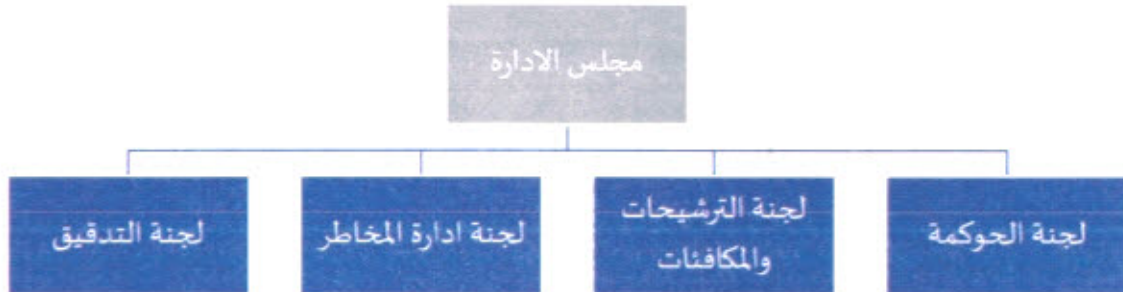 مجلس الادارة
لجنة الحوكمة
لجنة الترشيحات
والمكافئات
لجنة ادارة المخاطر
لجنة التدقيق